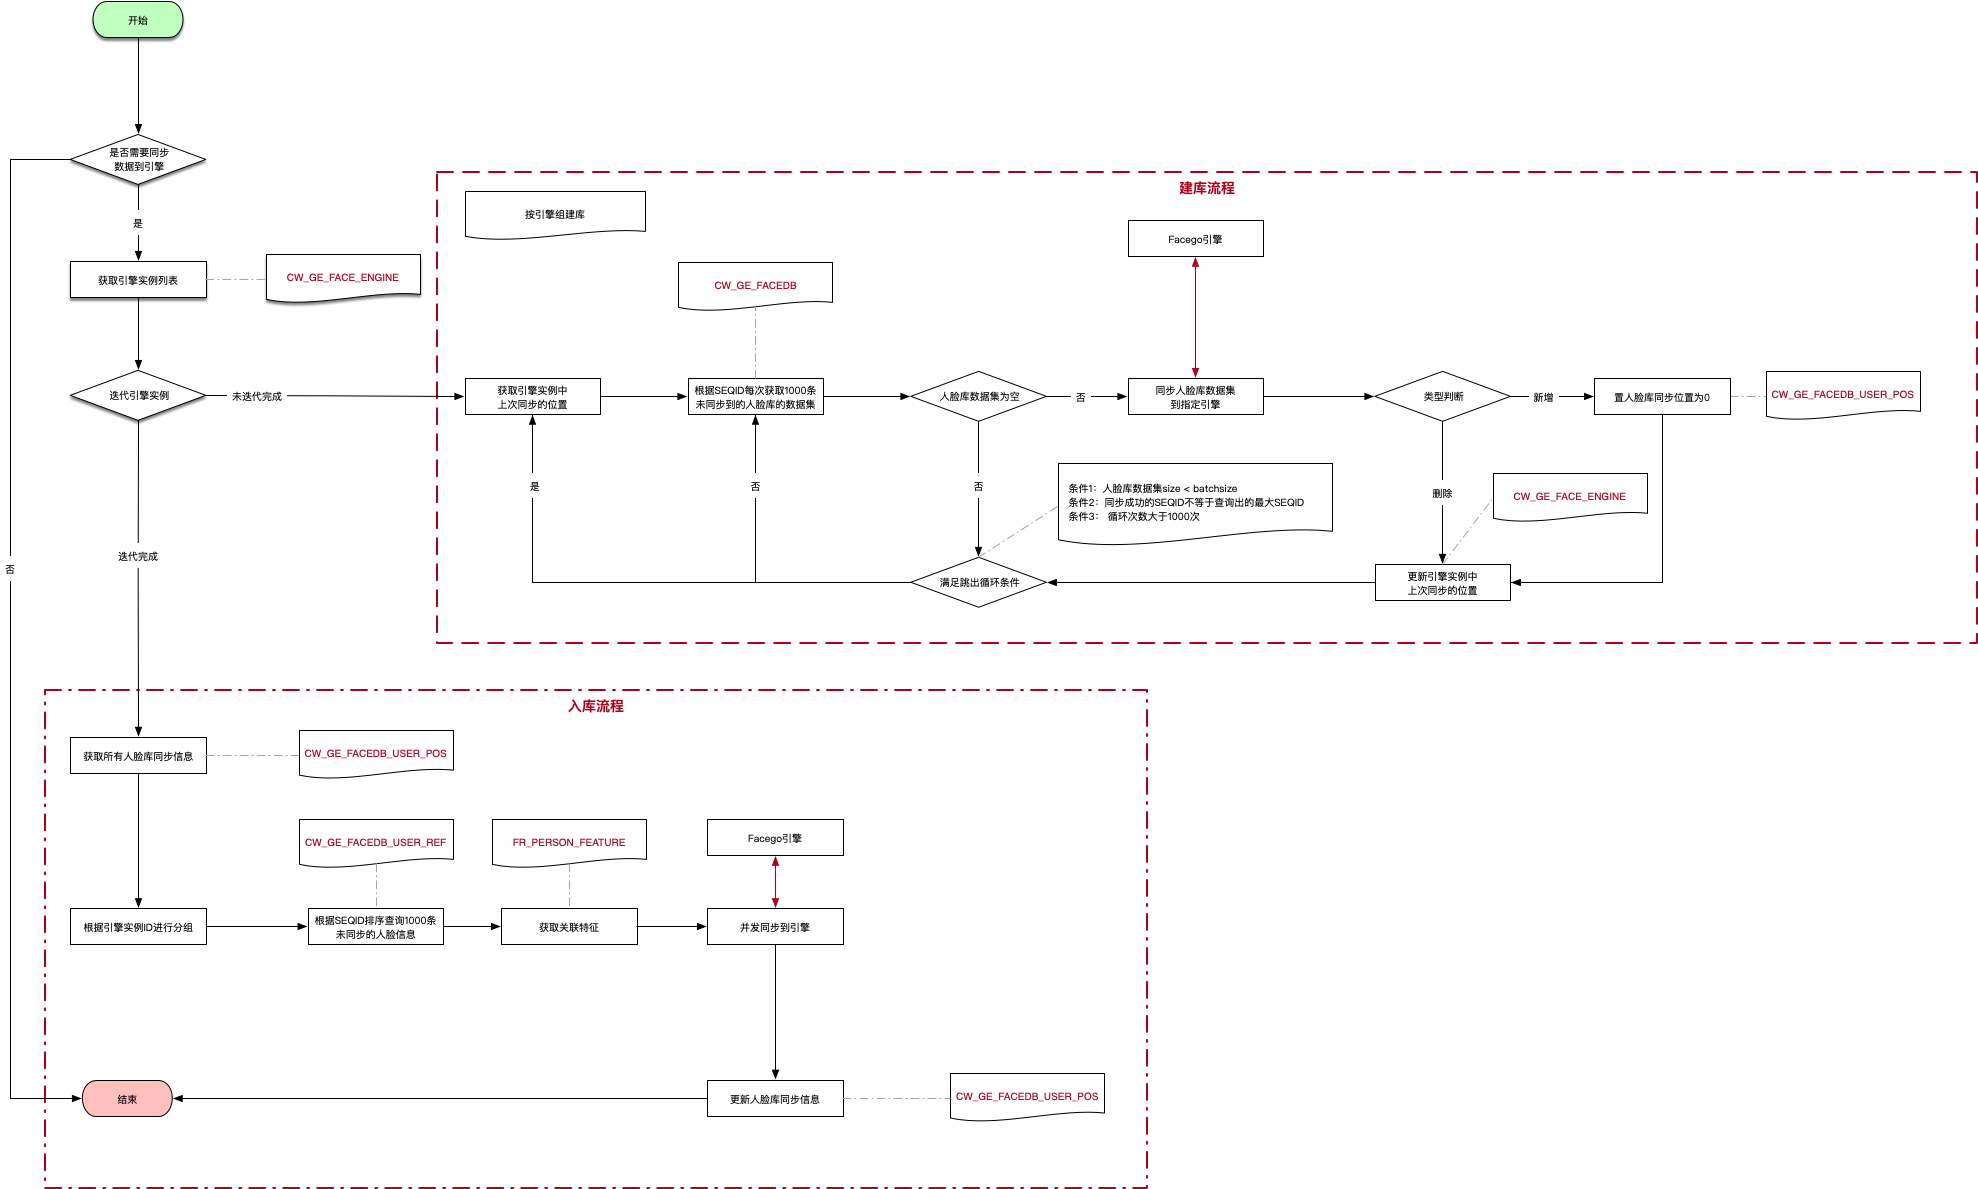 开始
是否需要同步
数据到引擎
是
否
获取引擎实例列表
CW_GE_FACE_ENGINE
迭代引擎实例
未迭代完成
迭代完成
建库流程
按引擎组建库
CW_GE_FACEDB
Facego引擎
获取引擎实例中
上次同步的位置
根据SEQID每次获取1000条
未同步到的人脸库的数据集
人脸库数据集为空
否
同步人脸库数据集
到指定引擎
类型判断
新增
置人脸库同步位置为0
CW_GE_FACEDB_USER_POS
是
否
否
条件1：人脸库数据集size < batchsize
条件2：同步成功的SEQID不等于查询出的最大SEQID
条件3： 循环次数大于1000次
删除
CW_GE_FACE_ENGINE
满足跳出循环条件
更新引擎实例中
上次同步的位置
入库流程
获取所有人脸库同步信息
CW_GE_FACEDB_USER_POS
CW_GE_FACEDB_USER_REF
FR_PERSON_FEATURE
Facego引擎
根据引擎实例ID进行分组
根据SEQID排序查询1000条
未同步的人脸信息
获取关联特征
并发同步到引擎
结束
更新人脸库同步信息
CW_GE_FACEDB_USER_POS